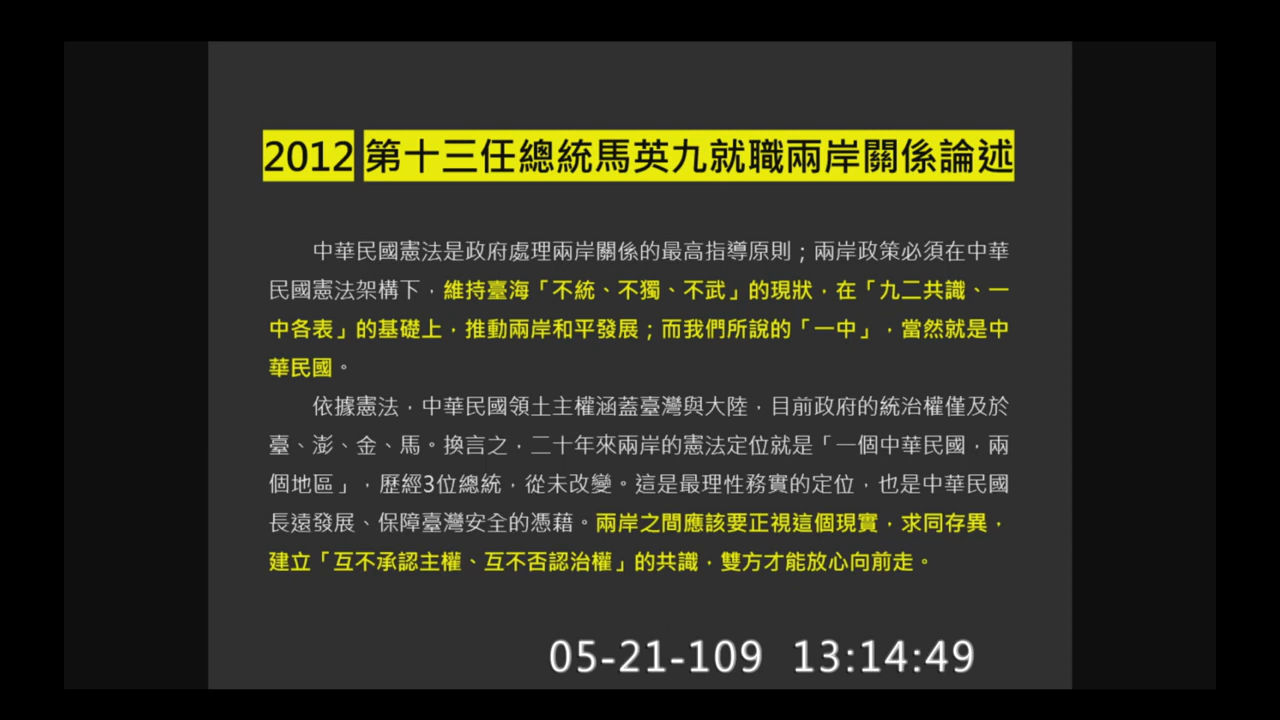 2012 第十三任總統馬英九就職兩岸關係論述
中華民國憲法是政府處理兩岸關係的最高指導原則；兩岸政策必須在中華
民國憲法架構下，維持臺海「不統、不獨、不武」的現狀，在「九二共識、一
中各表」的基礎上，推動兩岸和平發展；而我們所說的「一中」，當然就是中
華民國。
依據憲法，中華民國領土主權涵蓋臺灣與大陸，目前政府的統治權僅及於
臺、澎、金、馬。換言之，二十年來兩岸的憲法定位就是「一個中華民國，兩
個地區」，歷經3位總統，從未改變。這是最理性務實的定位，也是中華民國
長遠發展、保障臺灣安全的憑藉。兩岸之間應該要正視這個現實，求同存異，
建立「互不承認主權、互不否認治權」的共識，雙方才能放心向前走。
05-21-109 13:14:49